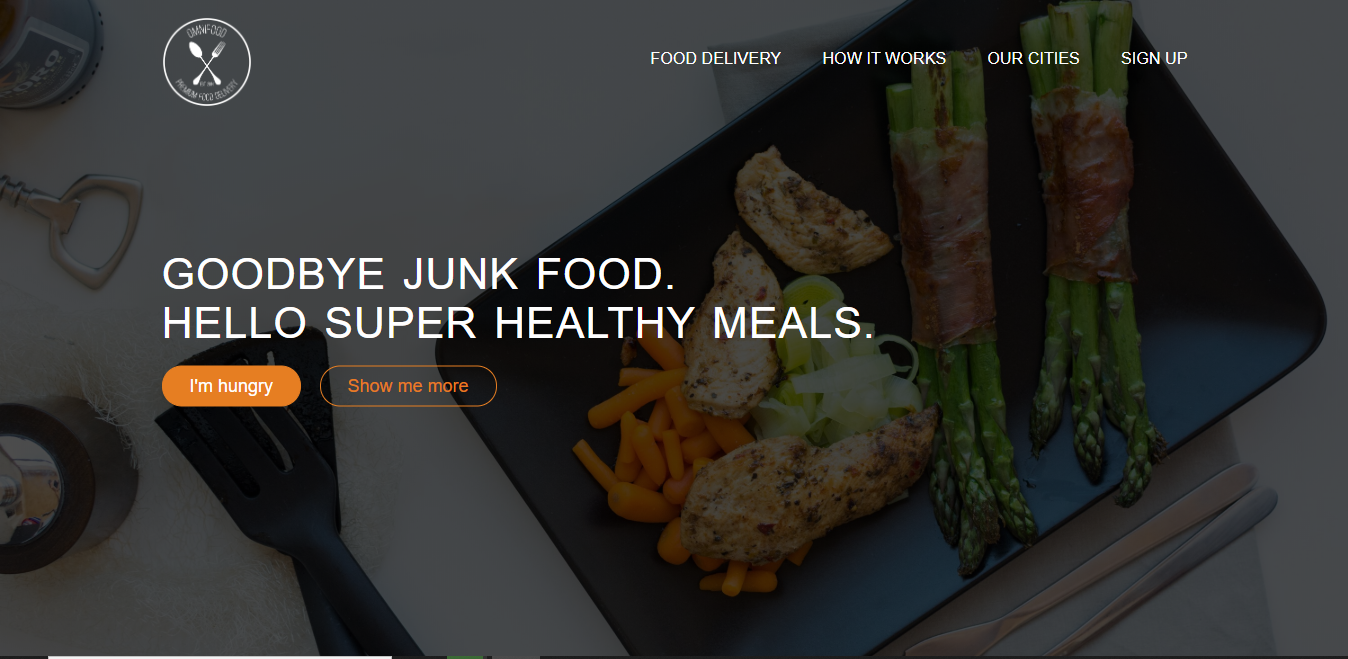 OMNIFOOD
PREMIUM FOOD DELIVERY
FOOD DELIVERY
HOW IT WORKS
OUR CITIES
SIGN UP
GOODBYE JUNK FOOD.
HELLO SUPER HEALTHY MEALS.
I'm hungry
Show me more